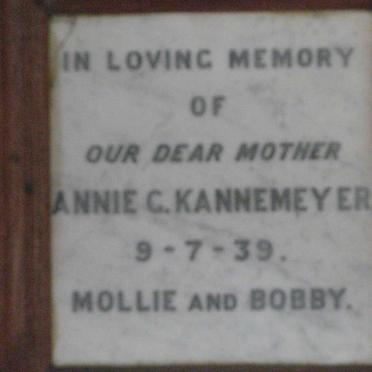 IN LOVING MEMORY
OF
OUR DEAR MOTHER
ANNIE C. KANNEMEYER
9-7-39.
MOLLIE AND BOBBY.